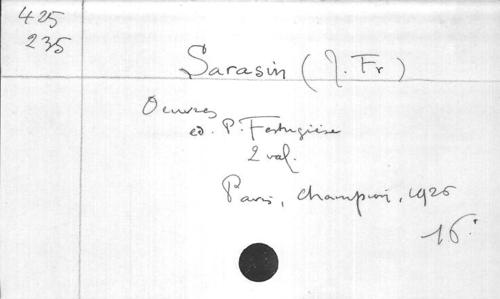 425
235
Sarasin (J. Fr)
Oeuvres
ed. P. Festugière
2 vol.
Paris, Champion, 1926
16.